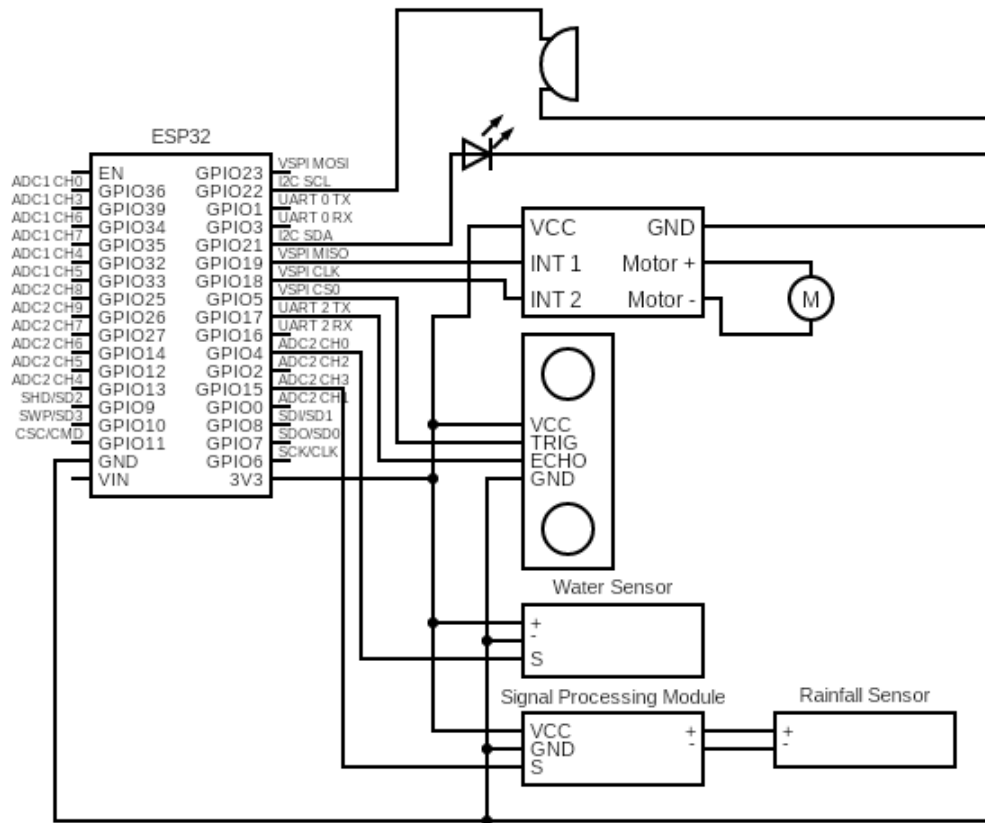 ESP32
EN
GPIO36
GPIO39
GPIO34
GPIO35
GPIO32
GPIO33
GPIO25
GPIO26
GPIO27
GPIO14
GPIO12
GPIO13
GPIO9
GPIO10
GPIO11
GND
VIN
ADC1 CH0
ADC1 CH3
ADC1 CH6
ADC1 CH7
ADC1 CH4
ADC1 CH5
ADC2 CH8
ADC2 CH9
ADC2 CH7
ADC2 CH6
ADC2 CH5
ADC2 CH4
SHD/SD2
SWP/SD3
CSC/CMD
GPIO23
GPIO22
GPIO1
GPIO3
GPIO21
GPIO19
GPIO18
GPIO5
GPIO17
GPIO16
GPIO4
GPIO2
GPIO15
GPIO0
GPIO8
GPIO7
GPIO6
3V3
VSPI MOSI
I2C SCL
UART 0 TX
UART 0 RX
I2C SDA
VSPI MISO
VSPI CLK
VSPI CS0
UART 2 TX
UART 2 RX
ADC2 CH0
ADC2 CH2
ADC2 CH3
ADC2 CH1
SDI/SD1
SDO/SD0
SCK/CLK
VCC GND
INT 1 Motor +
INT 2 Motor -
M
VCC
TRIG
ECHO
GND
Water Sensor
+
-
S
Signal Processing Module
VCC +
GND -
S
Rainfall Sensor
+
-